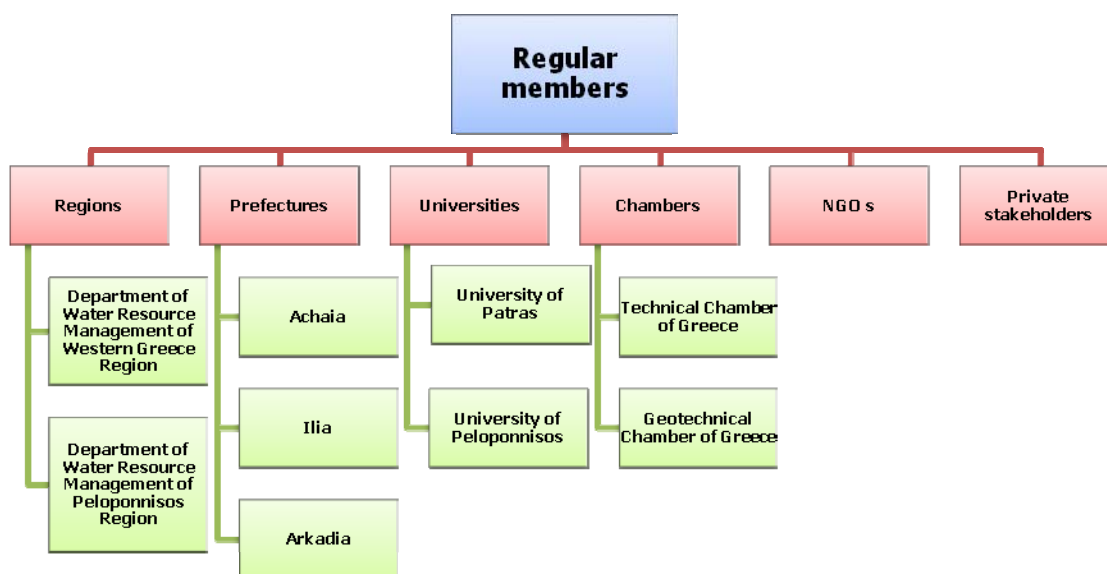 Regular
members
Regions
Prefectures
Universities
Chambers
NGO s
Private
stakeholders
Department of
Water Resource
Management of
Western Greece
Region
Department of
Water Resource
Management of
Peloponnisos
Region
Achaia
Ilia
Arkadia
University of
Patras
University of
Peloponnisos
Technical Chamber
of Greece
Geotechnical
Chamber of Greece